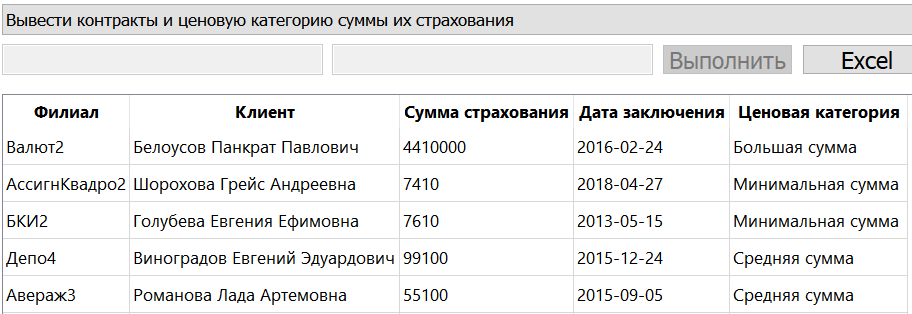 Вывести контракты и ценовую категорию суммы их страхования
Выполнить Excel
Филиал Клиент Сумма страхования Дата заключения Ценовая категория
Валют2 Белоусов Панкрат Павлович 4410000 2016-02-24 Большая сумма
АссигнКвадро2 Шорохова Грейс Андреевна 7410 2018-04-27 Минимальная сумма
БКИ2 Голубева Евгения Ефимовна 7610 2013-05-15 Минимальная сумма
Депо4 Виноградов Евгений Эдуардович 99100 2015-12-24 Средняя сумма
Авераж3 Романова Лада Артемовна 55100 2015-09-05 Средняя сумма